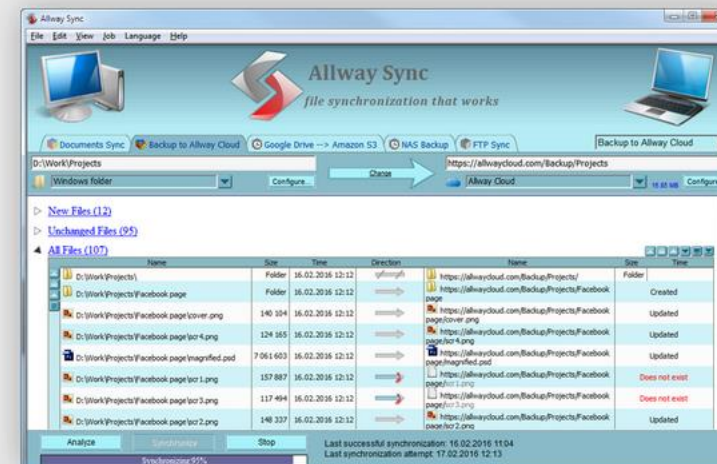 Allway Sync
File Edit View Job Language Help
Allway Sync
file synchronization that works
Documents Sync Backup to Allway Cloud Google Drive --> Amazon S3 NAS Backup FTP Sync Backup to Allway Cloud
D:\Work\Projects Change https://allwaycloud.com/Backup/Projects
Windows folder Configure... Allway Cloud Configure
New Files (12)
Unchanged Files (95)
All Files (107)
Name Size Time Direction Name Size Time
D:\Work\Projects\ Folder 16.02.2016 12:12 https://allwaycloud.com/Backup/Projects/ Folder
D:\Work\Projects\Facebook page Folder 16.02.2016 12:12 https://allwaycloud.com/Backup/Projects/Facebook page Created
D:\Work\Projects\Facebook page\cover.png 140 104 16.02.2016 12:12 https://allwaycloud.com/Backup/Projects/Facebook page/cover.png Updated
D:\Work\Projects\Facebook page\scr4.png 124 165 16.02.2016 12:12 https://allwaycloud.com/Backup/Projects/Facebook page/scr4.png Updated
D:\Work\Projects\Facebook page\magnified.psd 7 061 603 16.02.2016 12:12 https://allwaycloud.com/Backup/Projects/Facebook page/magnified.psd Updated
D:\Work\Projects\Facebook page\scr1.png 157 887 16.02.2016 12:12 https://allwaycloud.com/Backup/Projects/Facebook page/scr1.png Does not exist
D:\Work\Projects\Facebook page\scr3.png 117 494 16.02.2016 12:12 https://allwaycloud.com/Backup/Projects/Facebook page/scr3.png Does not exist
D:\Work\Projects\Facebook page\scr2.png 148 337 16.02.2016 12:12 https://allwaycloud.com/Backup/Projects/Facebook page/scr2.png Updated
Analyze Synchronize Stop Last successful synchronization: 16.02.2016 11:04
Last synchronization attempt: 17.02.2016 12:13
Synchronizing 95%